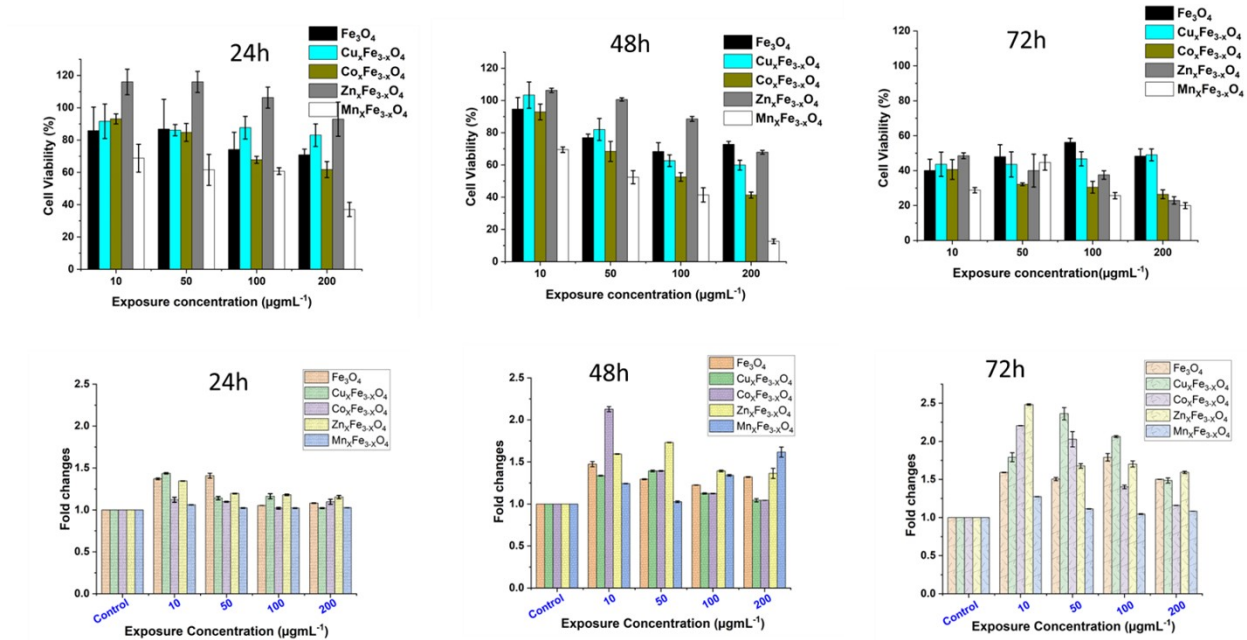 24h
Fe₃O₄
CuₓFe₃₋ₓO₄
CoₓFe₃₋ₓO₄
ZnₓFe₃₋ₓO₄
MnₓFe₃₋ₓO₄
Cell Viability (%)
120
100
80
60
40
20
0
10 50 100 200
Exposure concentration (µgmL⁻¹)
48h
Fe₃O₄
CuₓFe₃₋ₓO₄
CoₓFe₃₋ₓO₄
ZnₓFe₃₋ₓO₄
MnₓFe₃₋ₓO₄
Cell Viability (%)
120
100
80
60
40
20
0
10 50 100 200
Exposure concentration (µgmL⁻¹)
72h
Fe₃O₄
CuₓFe₃₋ₓO₄
CoₓFe₃₋ₓO₄
ZnₓFe₃₋ₓO₄
MnₓFe₃₋ₓO₄
Cell Viability (%)
120
100
80
60
40
20
0
10 50 100 200
Exposure concentration(µgmL⁻¹)
24h
Fe₃O₄
CuₓFe₃₋ₓO₄
CoₓFe₃₋ₓO₄
ZnₓFe₃₋ₓO₄
MnₓFe₃₋ₓO₄
Fold changes
2.5
2.0
1.5
1.0
0.5
0.0
Control 10 50 100 200
Exposure Concentration (µgmL⁻¹)
48h
Fe₃O₄
CuₓFe₃₋ₓO₄
CoₓFe₃₋ₓO₄
ZnₓFe₃₋ₓO₄
MnₓFe₃₋ₓO₄
Fold changes
2.5
2.0
1.5
1.0
0.5
0.0
Control 10 50 100 200
Exposure Concentration (µgmL⁻¹)
72h
Fe₃O₄
CuₓFe₃₋ₓO₄
CoₓFe₃₋ₓO₄
ZnₓFe₃₋ₓO₄
MnₓFe₃₋ₓO₄
Fold changes
2.5
2.0
1.5
1.0
0.5
0.0
Control 10 50 100 200
Exposure Concentration (µgmL⁻¹)